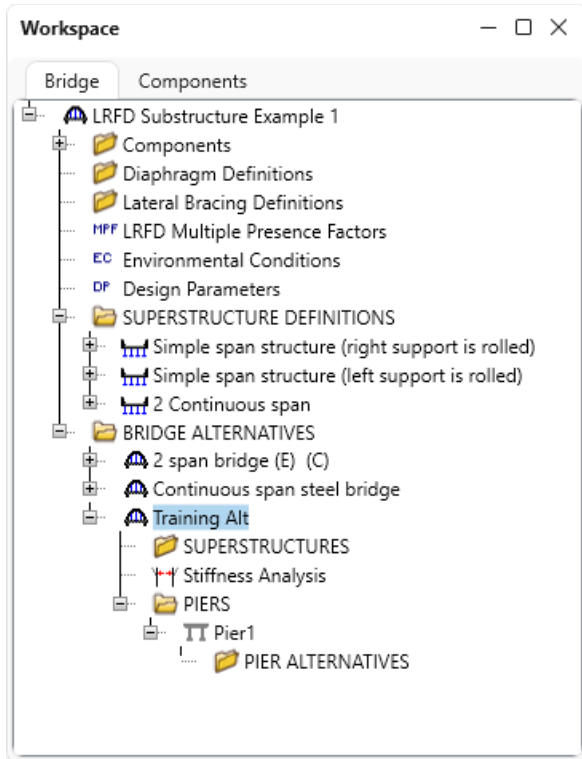 Workspace
Bridge Components
LRFD Substructure Example 1
Components
Diaphragm Definitions
Lateral Bracing Definitions
MPF LRFD Multiple Presence Factors
EC Environmental Conditions
DP Design Parameters
SUPERSTRUCTURE DEFINITIONS
Simple span structure (right support is rolled)
Simple span structure (left support is rolled)
2 Continuous span
BRIDGE ALTERNATIVES
2 span bridge (E) (C)
Continuous span steel bridge
Training Alt
SUPERSTRUCTURES
Stiffness Analysis
PIERS
Pier1
PIER ALTERNATIVES